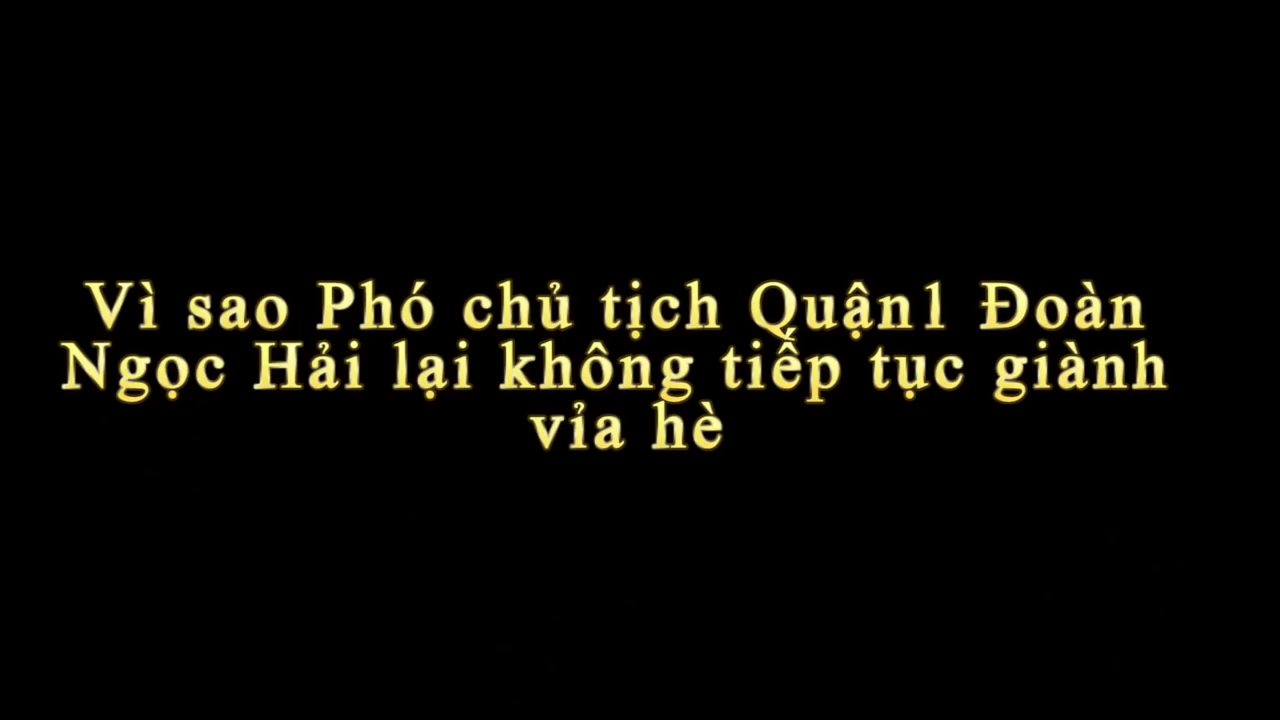 Vì sao Phó chủ tịch Quận1 Đoàn
Ngọc Hải lại không tiếp tục giành
vỉa hè